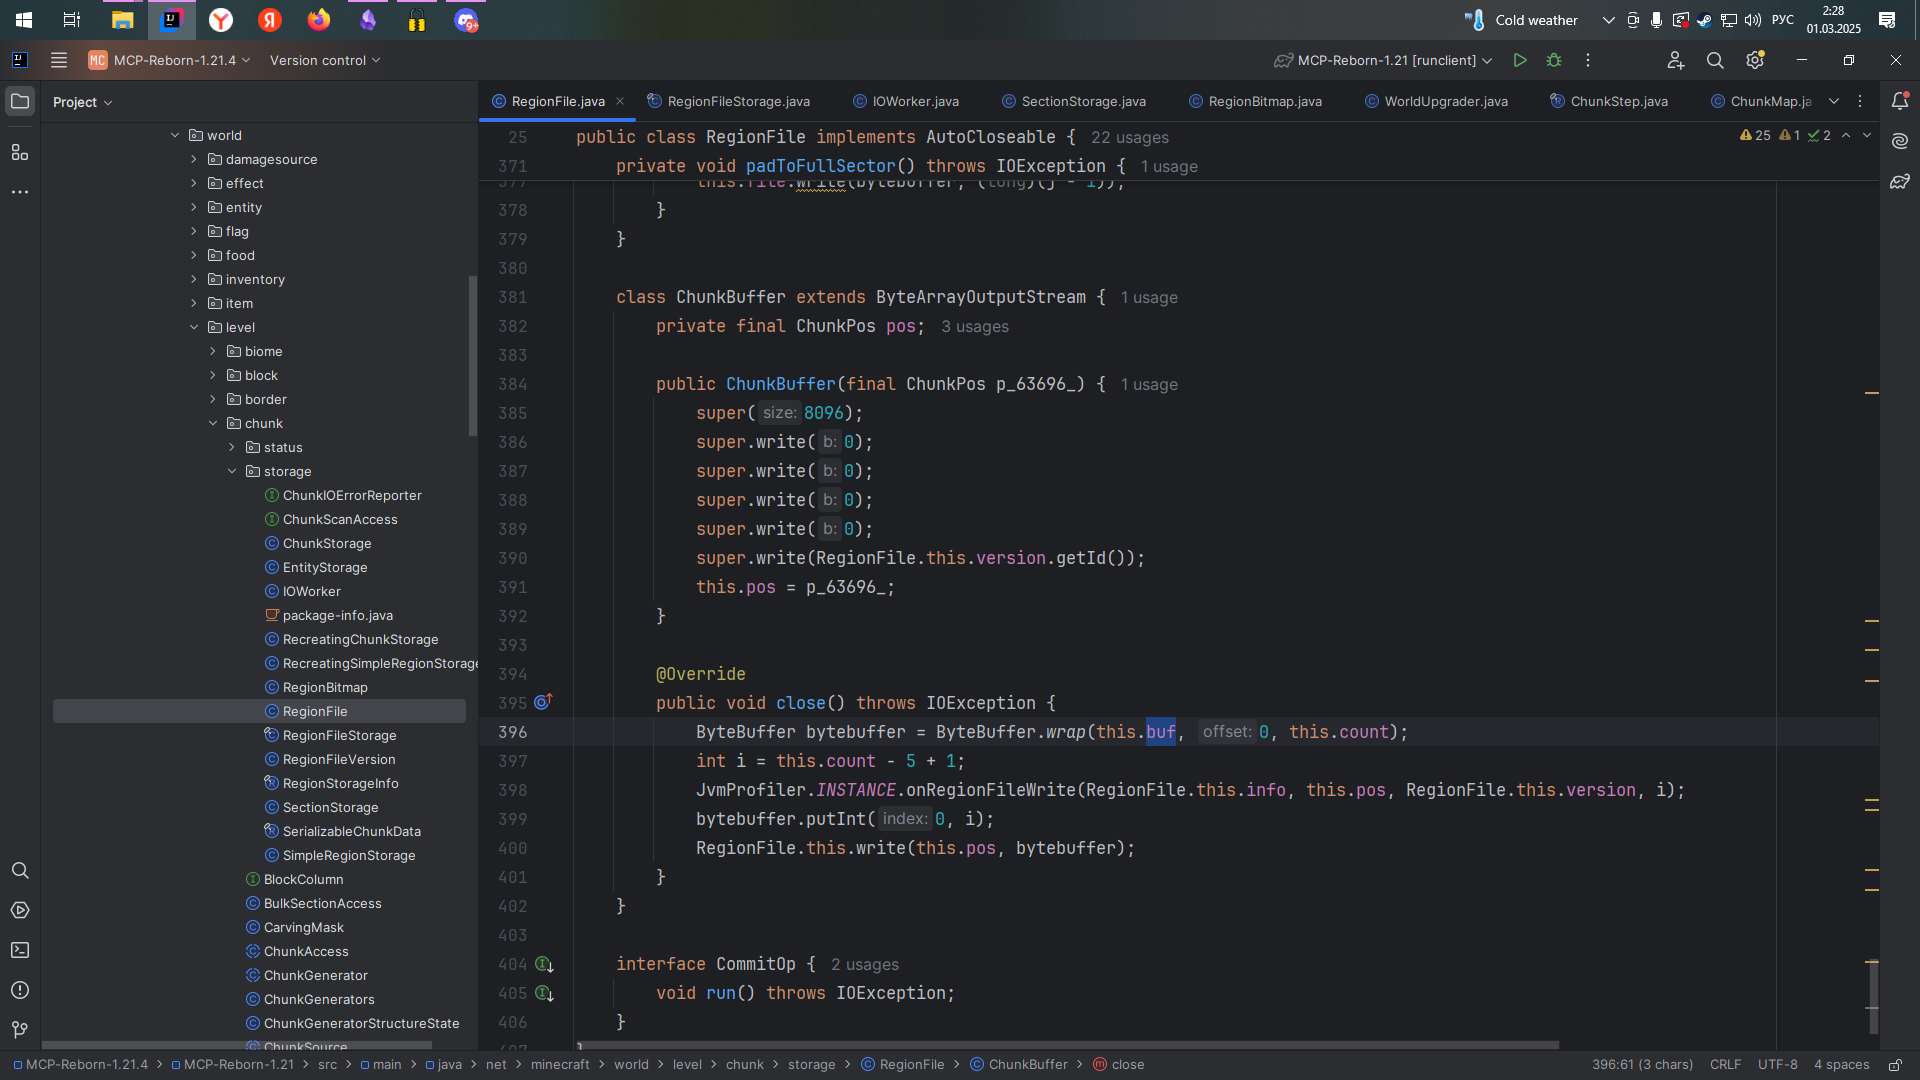 Cold weather
РУС
2:28
01.03.2025
MC
MCP-Reborn-1.21.4
Version control
MCP-Reborn-1.21 [runclient]
Project
RegionFile.java
RegionFileStorage.java
IOWorker.java
SectionStorage.java
RegionBitmap.java
WorldUpgrader.java
ChunkStep.java
ChunkMap.ja
world
damagesource
effect
entity
flag
food
inventory
item
level
biome
block
border
chunk
status
storage
ChunkIOErrorReporter
ChunkScanAccess
ChunkStorage
EntityStorage
IOWorker
package-info.java
RecreatingChunkStorage
RecreatingSimpleRegionStorage
RegionBitmap
RegionFile
RegionFileStorage
RegionFileVersion
RegionStorageInfo
SectionStorage
SerializableChunkData
SimpleRegionStorage
BlockColumn
BulkSectionAccess
CarvingMask
ChunkAccess
ChunkGenerator
ChunkGenerators
ChunkGeneratorStructureState
ChunkSource
25 public class RegionFile implements AutoCloseable { 22 usages
25 1 2
371 private void padToFullSector() throws IOException { 1 usage
377 this.file.write(bytebuffer, (long)(j - 1));
378 }
379 }
380
381 class ChunkBuffer extends ByteArrayOutputStream { 1 usage
382 private final ChunkPos pos; 3 usages
383
384 public ChunkBuffer(final ChunkPos p_63696_) { 1 usage
385 super( size: 8096);
386 super.write( b: 0);
387 super.write( b: 0);
388 super.write( b: 0);
389 super.write( b: 0);
390 super.write(RegionFile.this.version.getId());
391 this.pos = p_63696_;
392 }
393
394 @Override
395 public void close() throws IOException {
396 ByteBuffer bytebuffer = ByteBuffer.wrap(this.buf, offset: 0, this.count);
397 int i = this.count - 5 + 1;
398 JvmProfiler.INSTANCE.onRegionFileWrite(RegionFile.this.info, this.pos, RegionFile.this.version, i);
399 bytebuffer.putInt( index: 0, i);
400 RegionFile.this.write(this.pos, bytebuffer);
401 }
402 }
403
404 interface CommitOp { 2 usages
405 void run() throws IOException;
406 }
407 }
MCP-Reborn-1.21.4 > MCP-Reborn-1.21 > src > main > java > net > minecraft > world > level > chunk > storage > RegionFile > ChunkBuffer > close
396:61 (3 chars) CRLF UTF-8 4 spaces